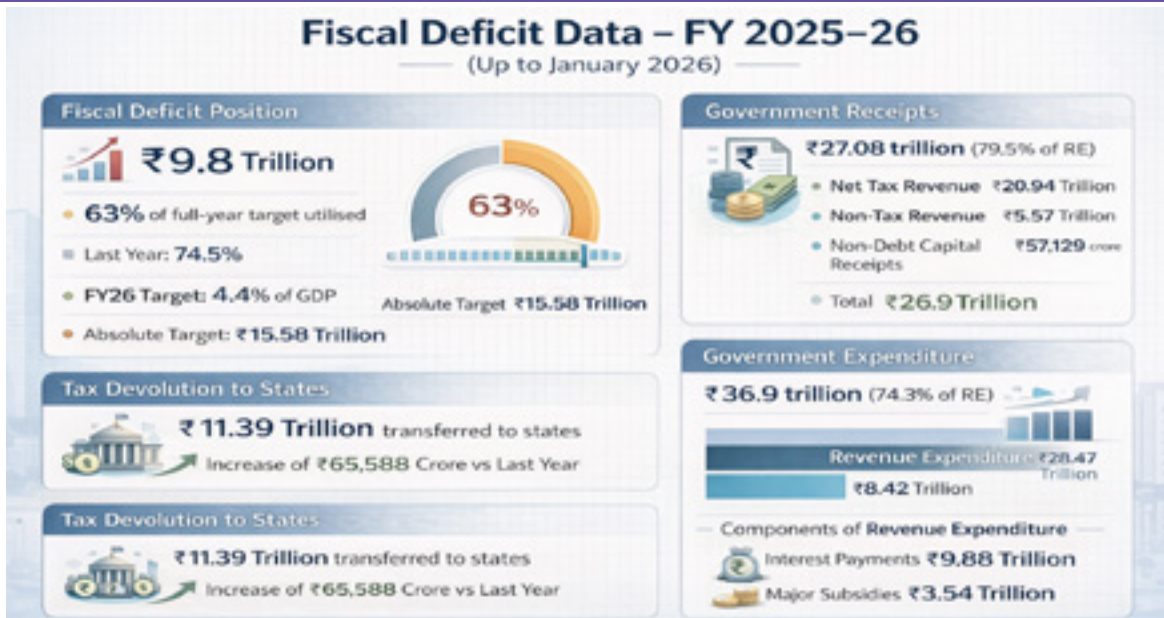 Fiscal Deficit Data – FY 2025–26
(Up to January 2026)
Fiscal Deficit Position
₹9.8 Trillion
63% of full-year target utilised
Last Year: 74.5%
FY26 Target: 4.4% of GDP
Absolute Target: ₹15.58 Trillion
63%
Absolute Target ₹15.58 Trillion
Tax Devolution to States
₹11.39 Trillion transferred to states
Increase of ₹65,588 Crore vs Last Year
Tax Devolution to States
₹11.39 Trillion transferred to states
Increase of ₹65,588 Crore vs Last Year
Government Receipts
₹
₹27.08 trillion (79.5% of RE)
Net Tax Revenue ₹20.94 Trillion
Non-Tax Revenue ₹5.57 Trillion
Non-Debt Capital ₹57,129 crore
Receipts
Total ₹26.9 Trillion
Government Expenditure
₹36.9 trillion (74.3% of RE)
Revenue Expenditure ₹28.47
Trillion
₹8.42 Trillion
Components of Revenue Expenditure
Interest Payments ₹9.88 Trillion
Major Subsidies ₹3.54 Trillion